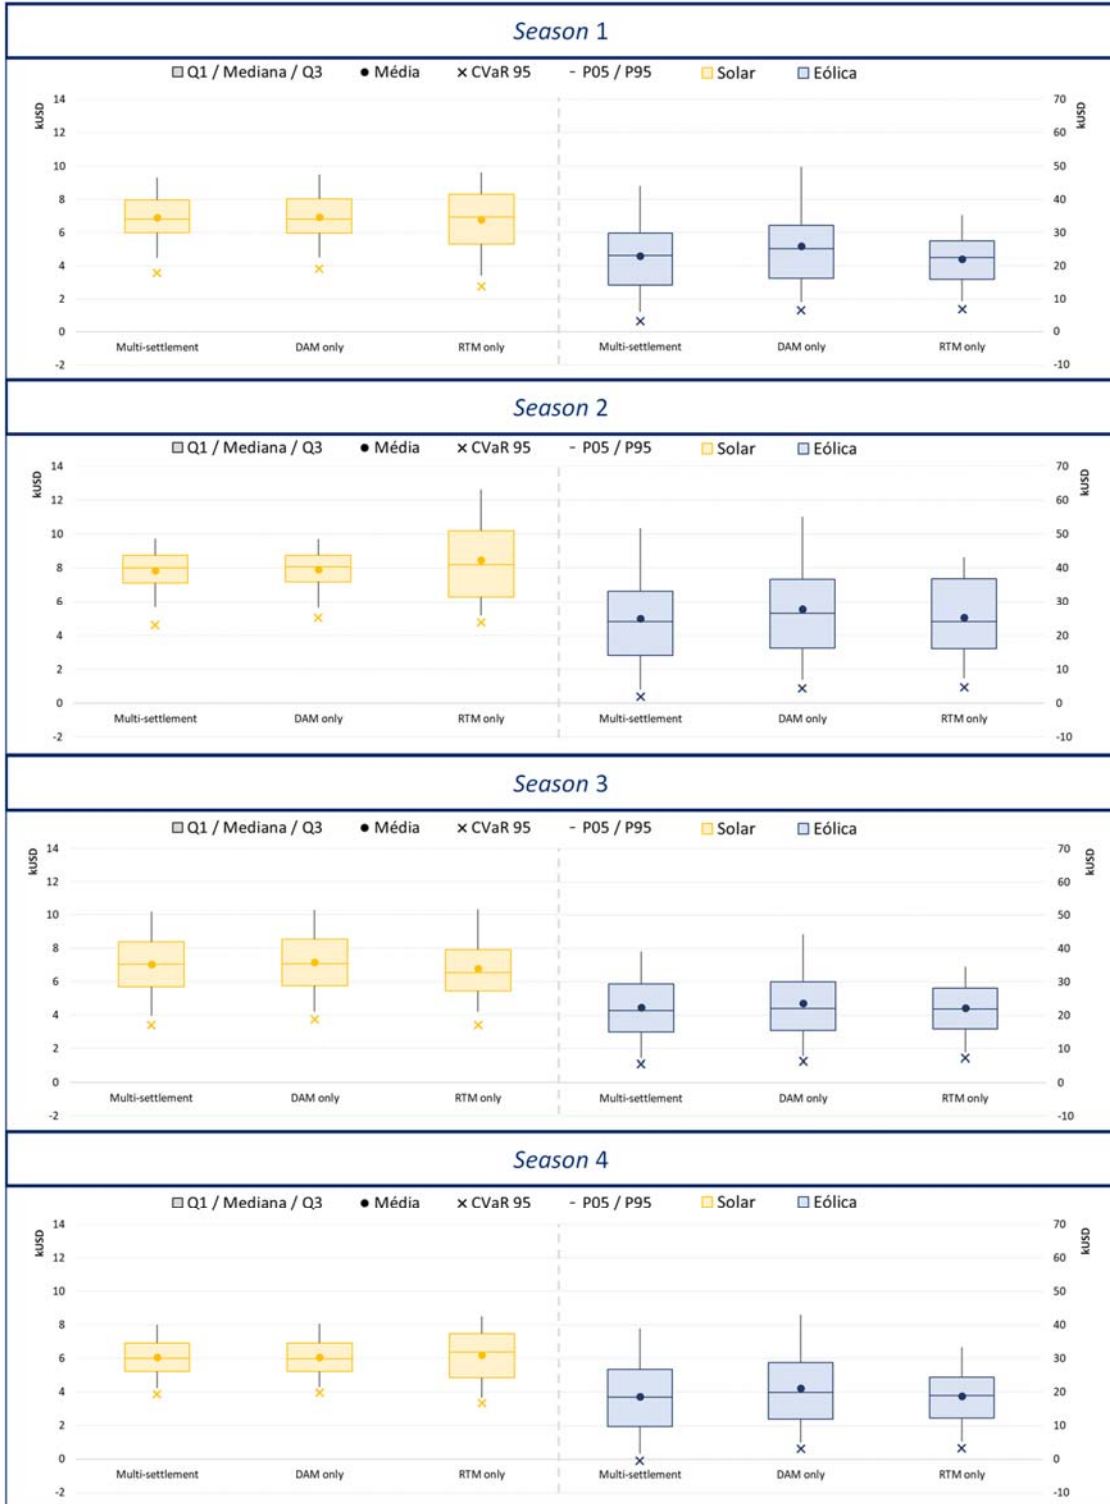 Season 1
Q1 / Mediana / Q3 Média CVaR 95 P05 / P95 Solar Eólica
kUSD kUSD
14 70
12 60
10 50
8 40
6 30
4 20
2 10
0 0
Multi-settlement DAM only RTM only Multi-settlement DAM only RTM only
-2 -10
Season 2
Q1 / Mediana / Q3 Média CVaR 95 P05 / P95 Solar Eólica
kUSD kUSD
14 70
12 60
10 50
8 40
6 30
4 20
2 10
0 0
Multi-settlement DAM only RTM only Multi-settlement DAM only RTM only
-2 -10
Season 3
Q1 / Mediana / Q3 Média CVaR 95 P05 / P95 Solar Eólica
kUSD kUSD
14 70
12 60
10 50
8 40
6 30
4 20
2 10
0 0
Multi-settlement DAM only RTM only Multi-settlement DAM only RTM only
-2 -10
Season 4
Q1 / Mediana / Q3 Média CVaR 95 P05 / P95 Solar Eólica
kUSD kUSD
14 70
12 60
10 50
8 40
6 30
4 20
2 10
0 0
Multi-settlement DAM only RTM only Multi-settlement DAM only RTM only
-2 -10